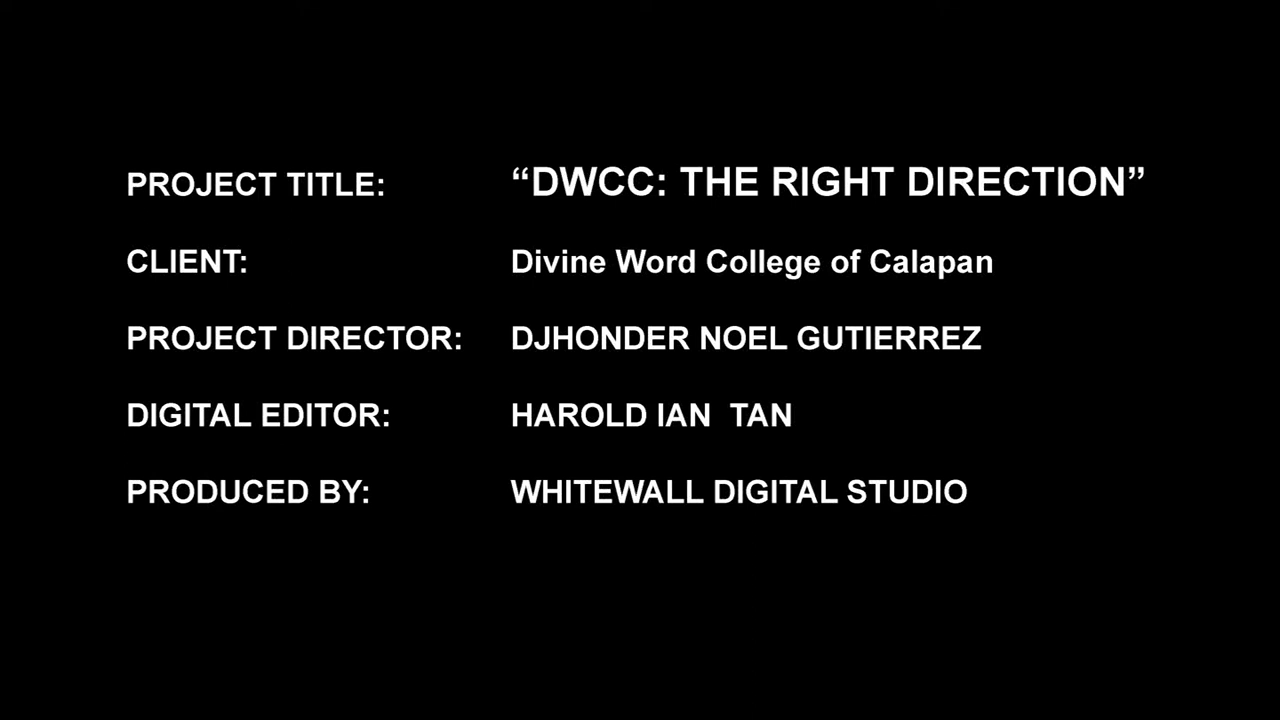 PROJECT TITLE: “DWCC: THE RIGHT DIRECTION”
CLIENT: Divine Word College of Calapan
PROJECT DIRECTOR: DJHONDER NOEL GUTIERREZ
DIGITAL EDITOR: HAROLD IAN  TAN
PRODUCED BY: WHITEWALL DIGITAL STUDIO